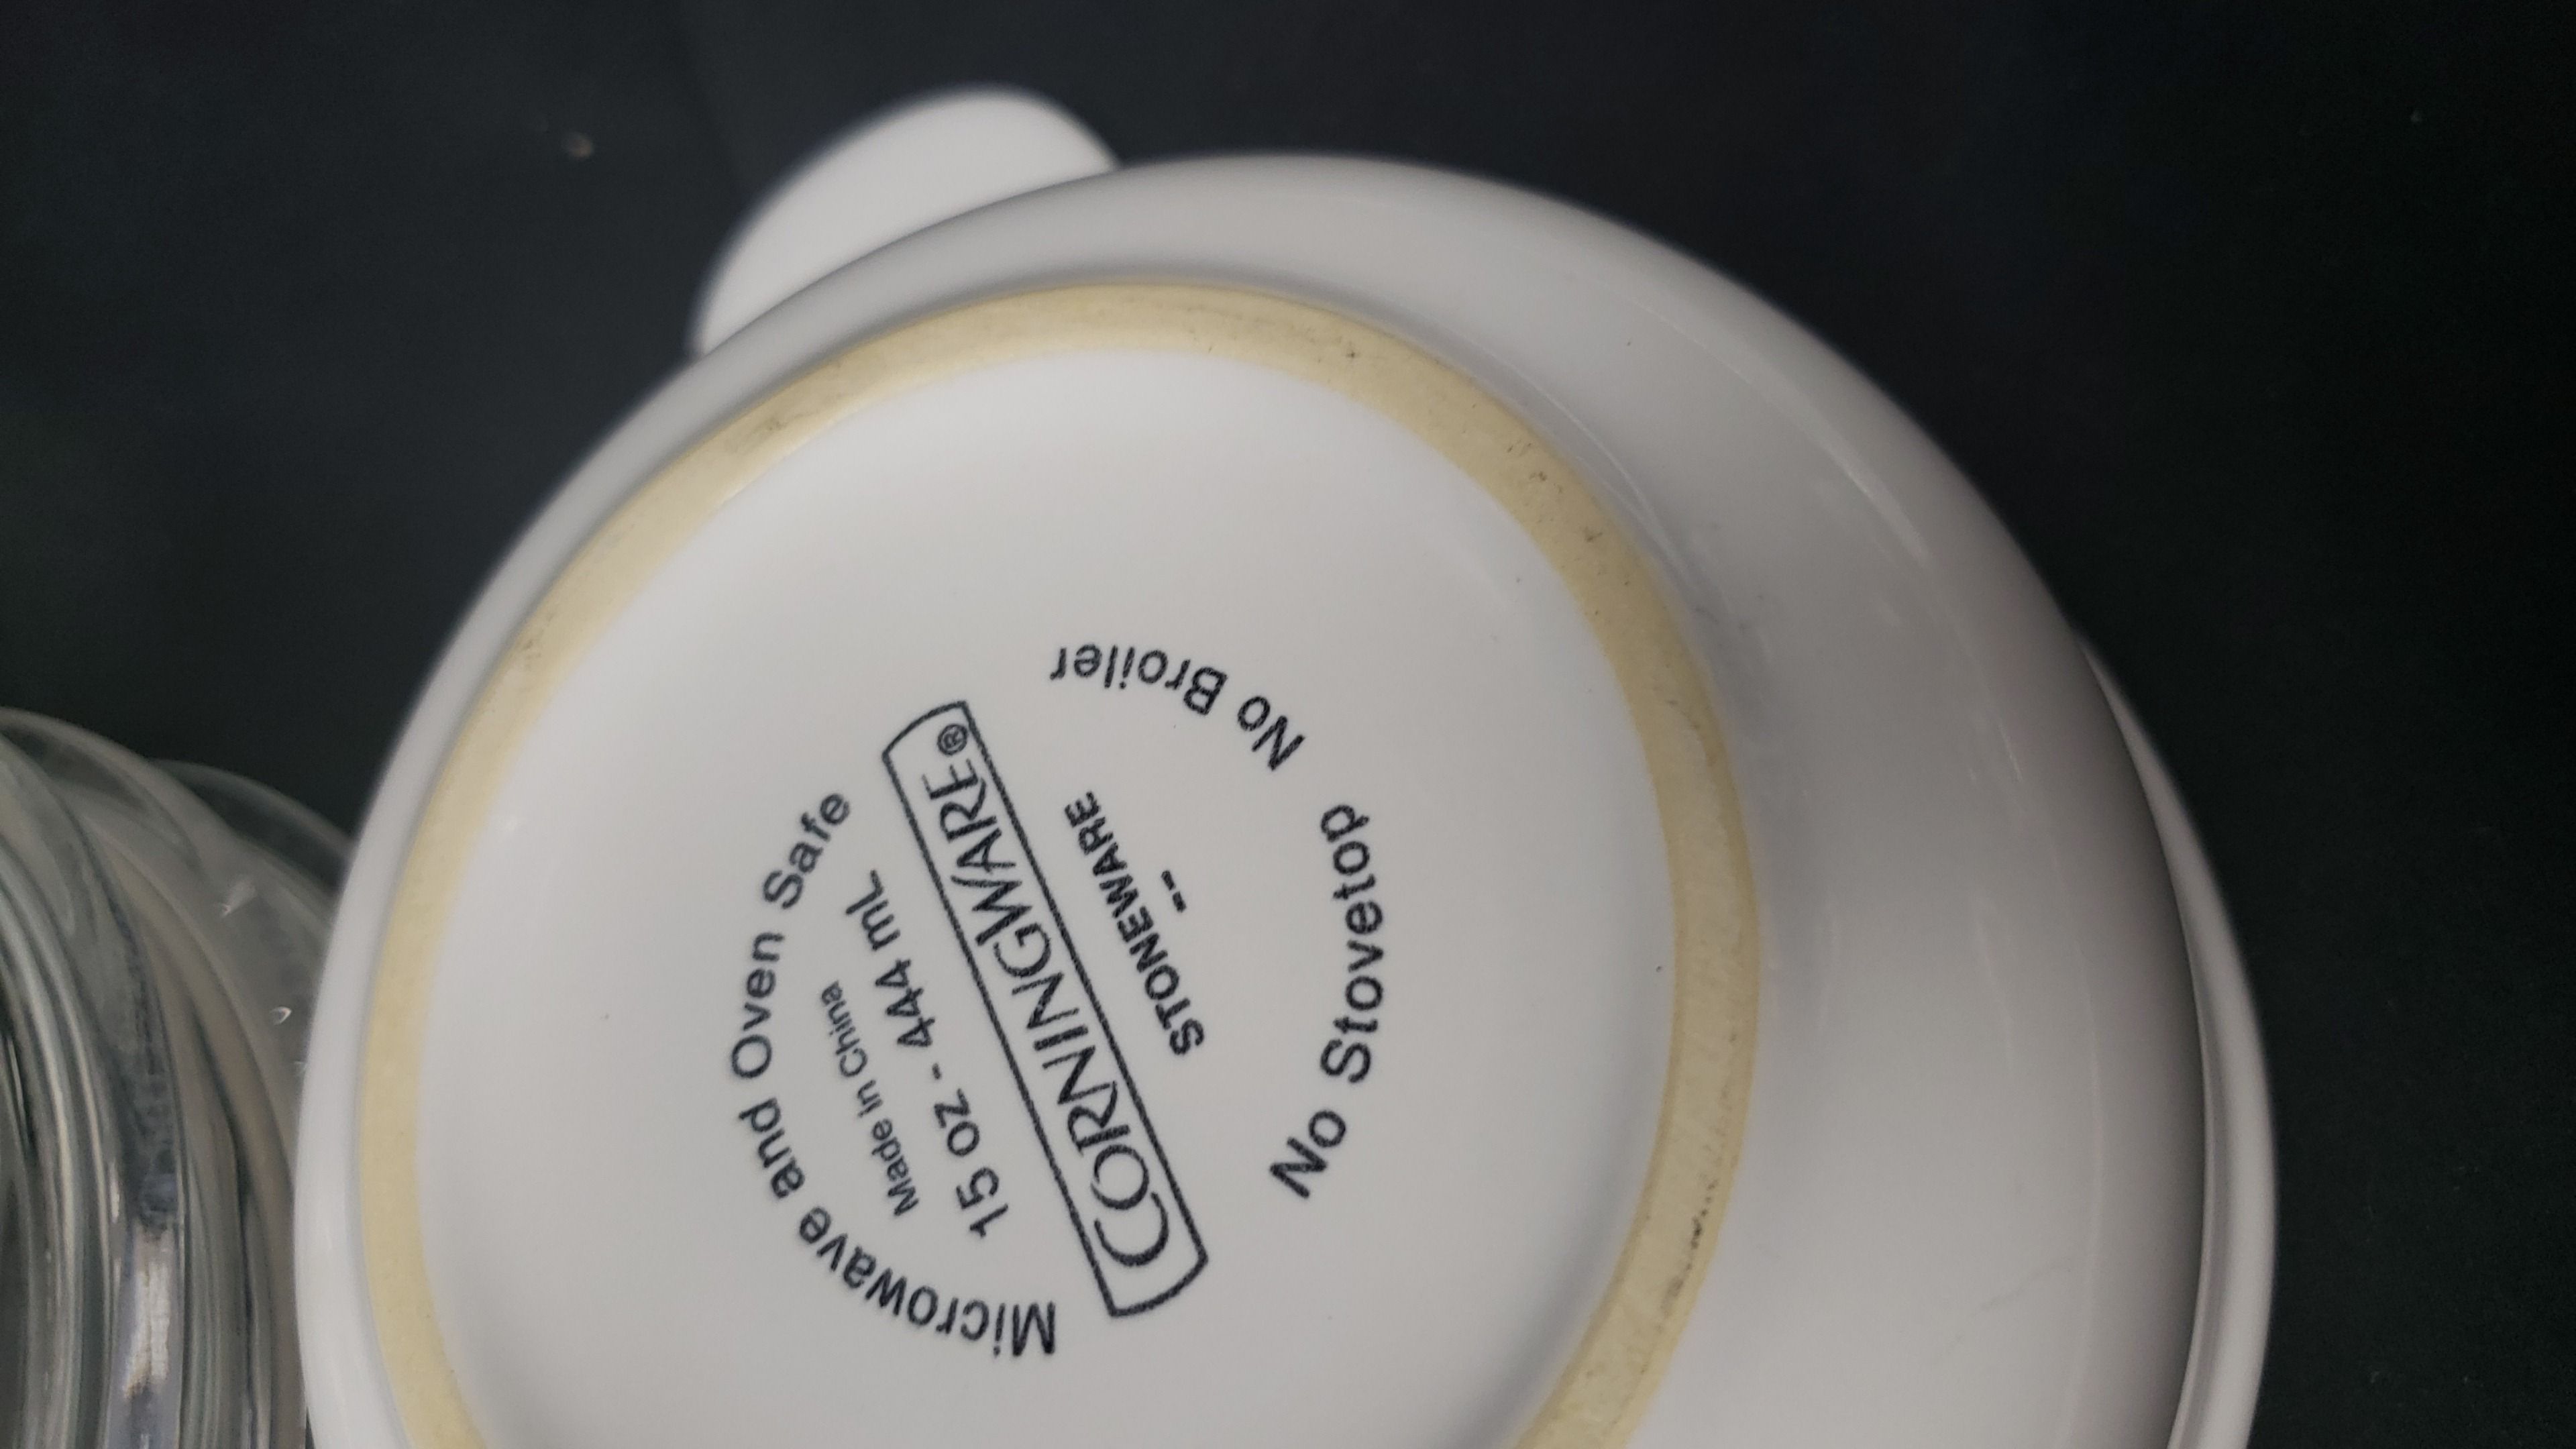 No Stovetop No Broiler
STONEWARE
CORNINGWARE®
15 oz - 444 mL
Made in China
Microwave and Oven Safe